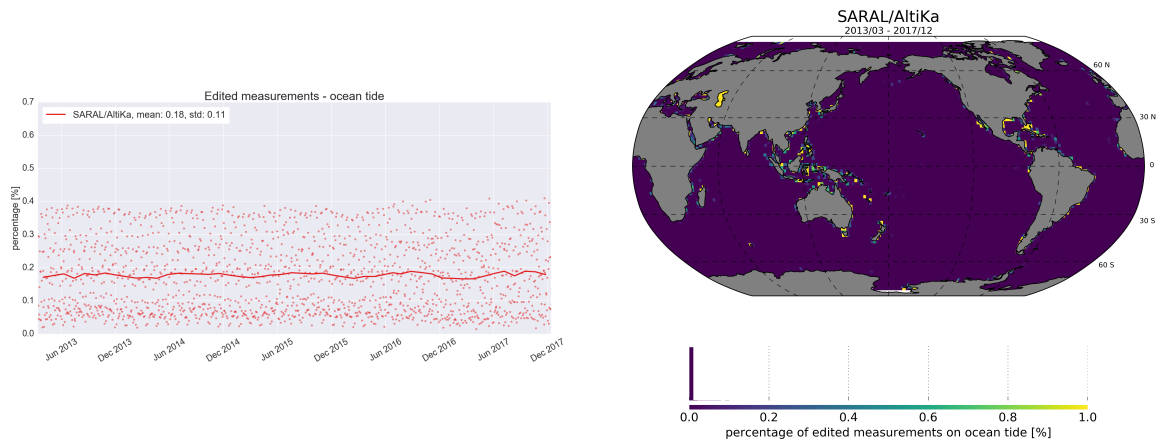 Edited measurements - ocean tide
SARAL/AltiKa, mean: 0.18, std: 0.11
percentage [%]
0.7
0.6
0.5
0.4
0.3
0.2
0.1
0.0
Jun 2013
Dec 2013
Jun 2014
Dec 2014
Jun 2015
Dec 2015
Jun 2016
Dec 2016
Jun 2017
Dec 2017
SARAL/AltiKa
2013/03 - 2017/12
60 N
30 N
0
30 S
60 S
0.0 0.2 0.4 0.6 0.8 1.0
percentage of edited measurements on ocean tide [%]